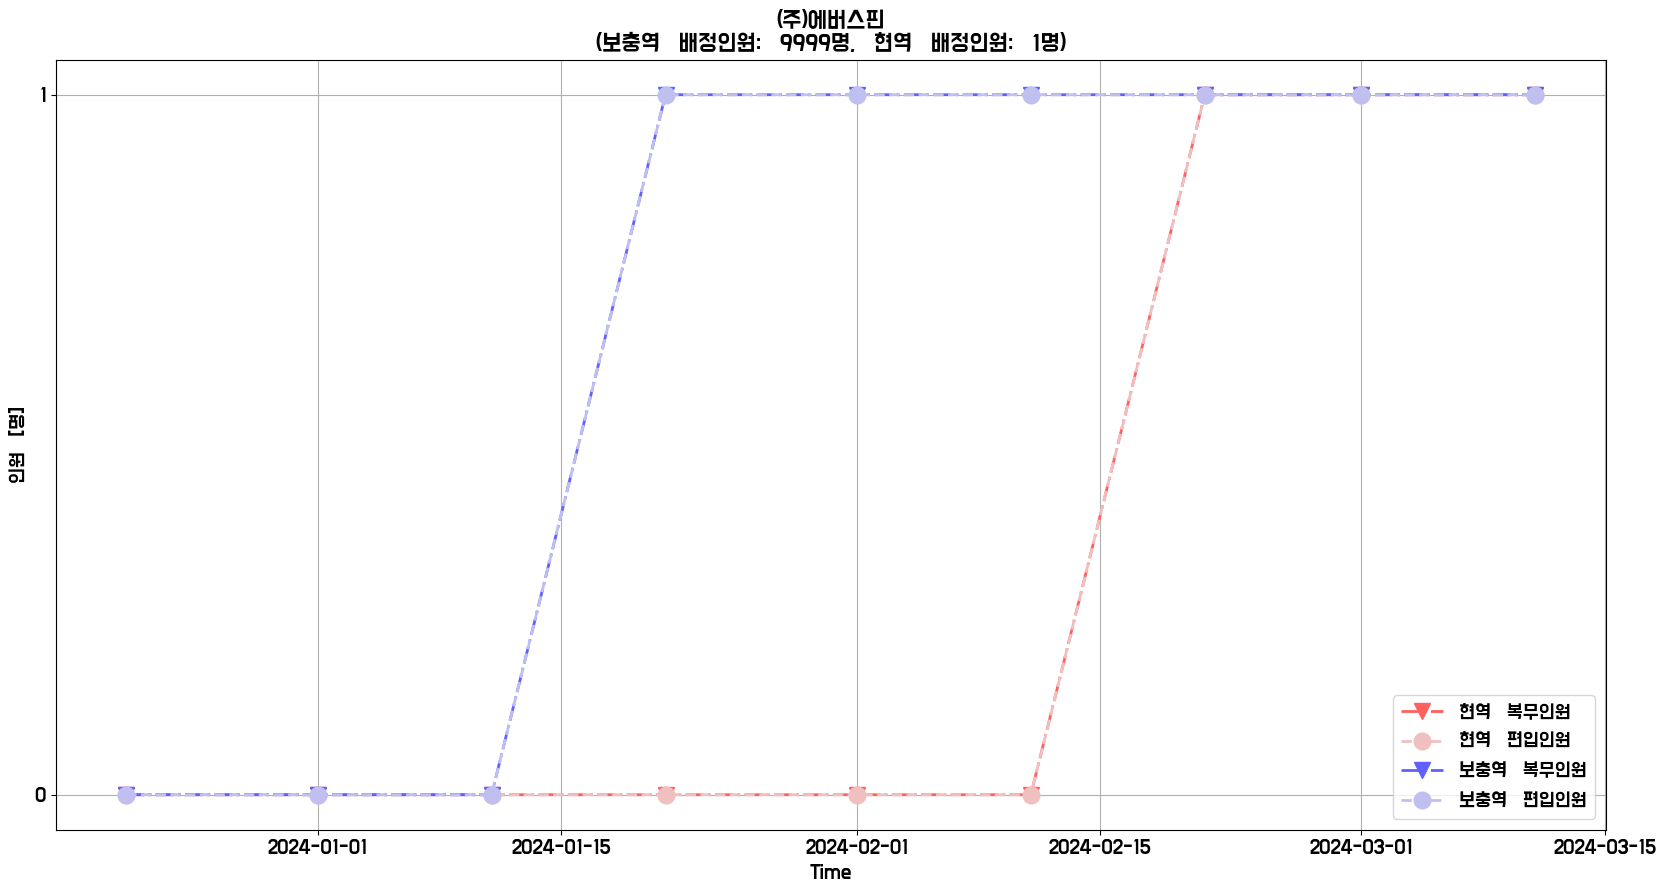 (주)에버스핀
(보충역 배정인원: 9999명, 현역 배정인원: 1명)
1
0
인원 [명]
2024-01-01 2024-01-15 2024-02-01 2024-02-15 2024-03-01 2024-03-15
Time
현역 복무인원
현역 편입인원
보충역 복무인원
보충역 편입인원